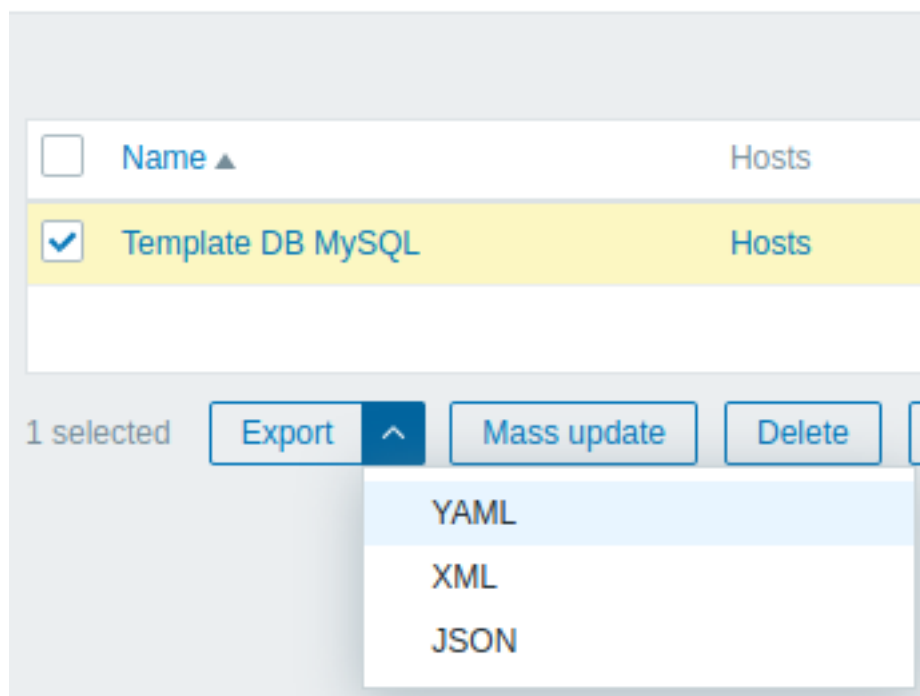 Name ▲ Hosts
Template DB MySQL Hosts
1 selected Export Mass update Delete
YAML
XML
JSON